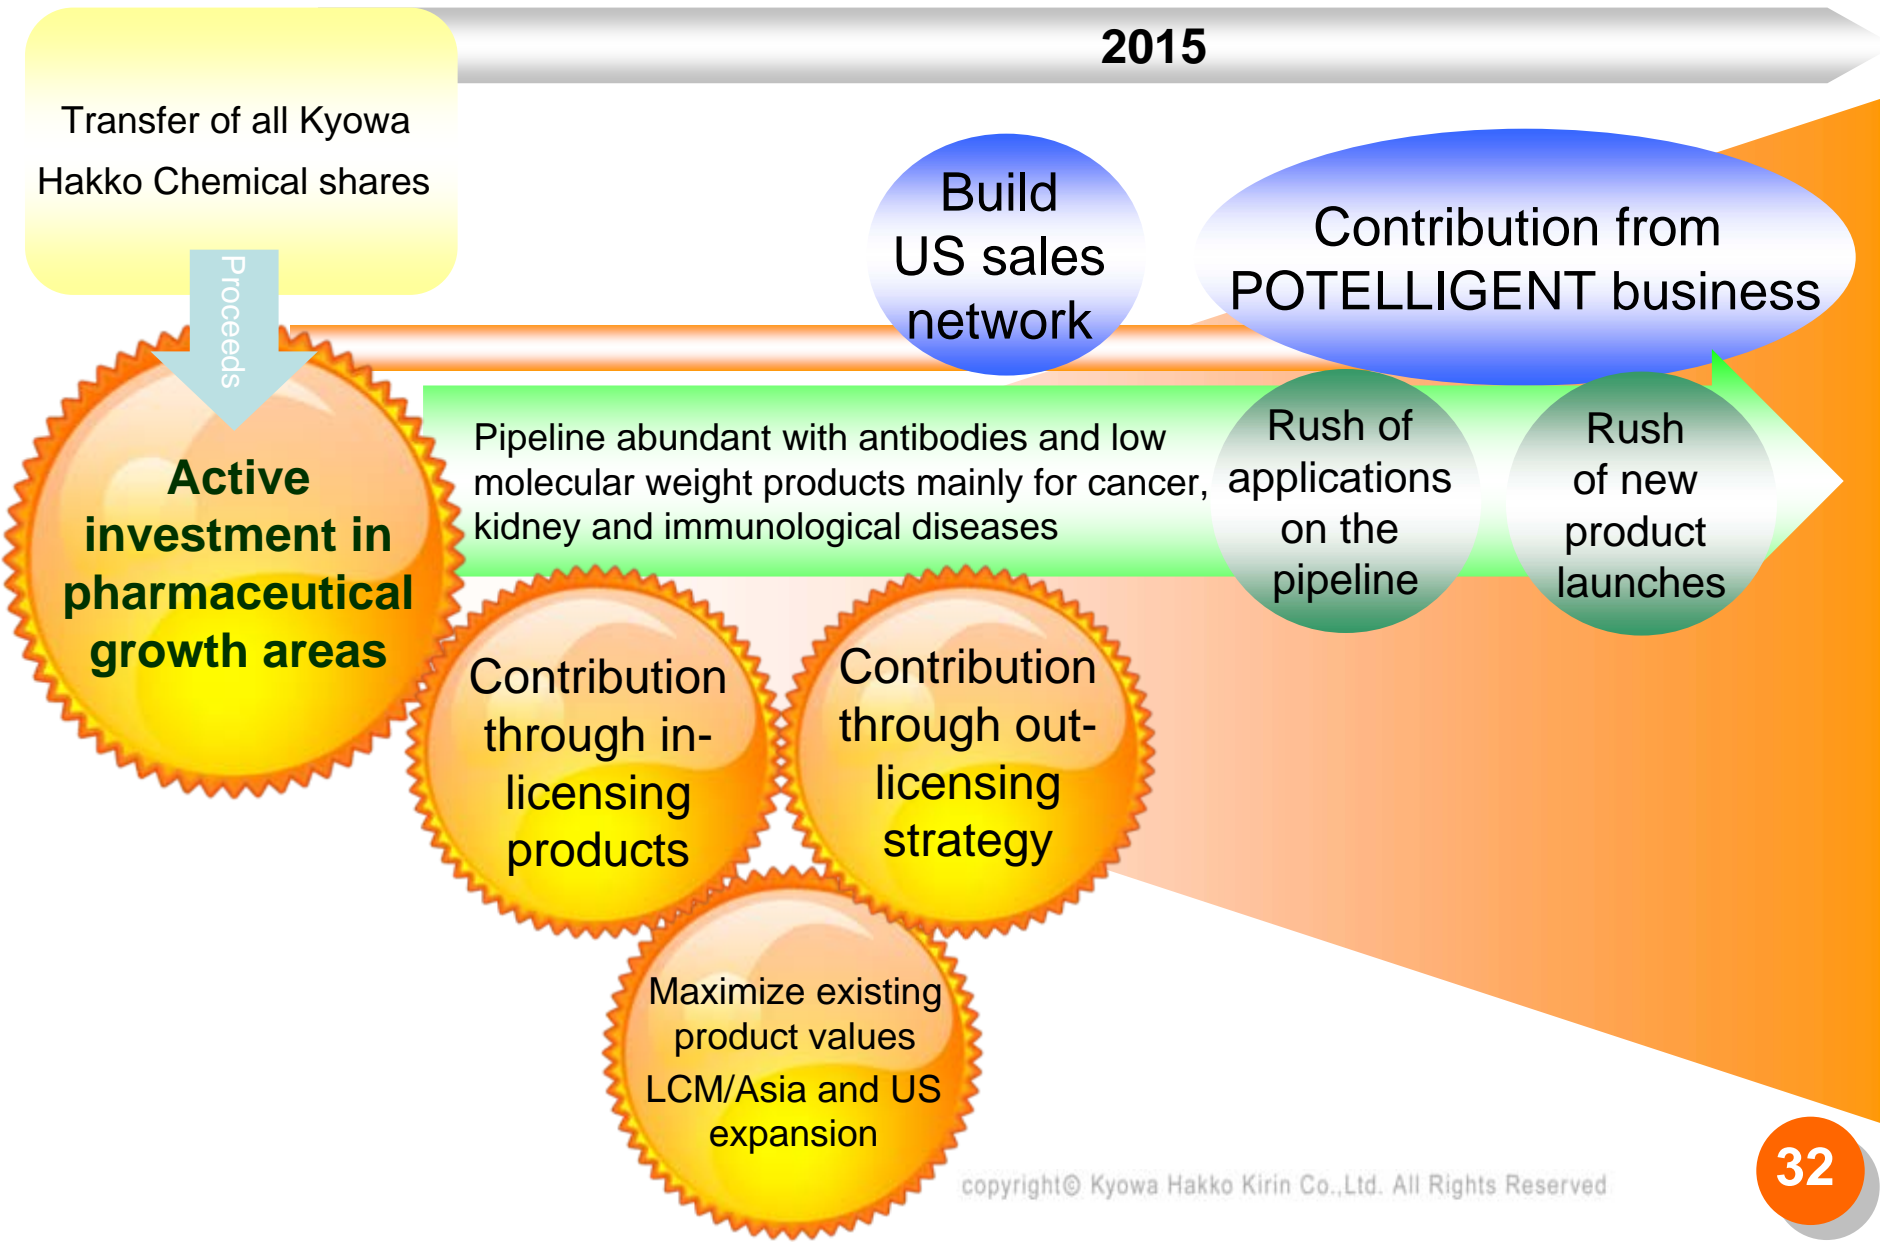 2015
Transfer of all Kyowa
Hakko Chemical shares
Proceeds
Build
US sales
network
Contribution from
POTELLIGENT business
Active
investment in
pharmaceutical
growth areas
Pipeline abundant with antibodies and low
molecular weight products mainly for cancer,
kidney and immunological diseases
Rush of
applications
on the
pipeline
Rush
of new
product
launches
Contribution
through in-
licensing
products
Contribution
through out-
licensing
strategy
Maximize existing
product values
LCM/Asia and US
expansion
copyright© Kyowa Hakko Kirin Co.,Ltd. All Rights Reserved
32